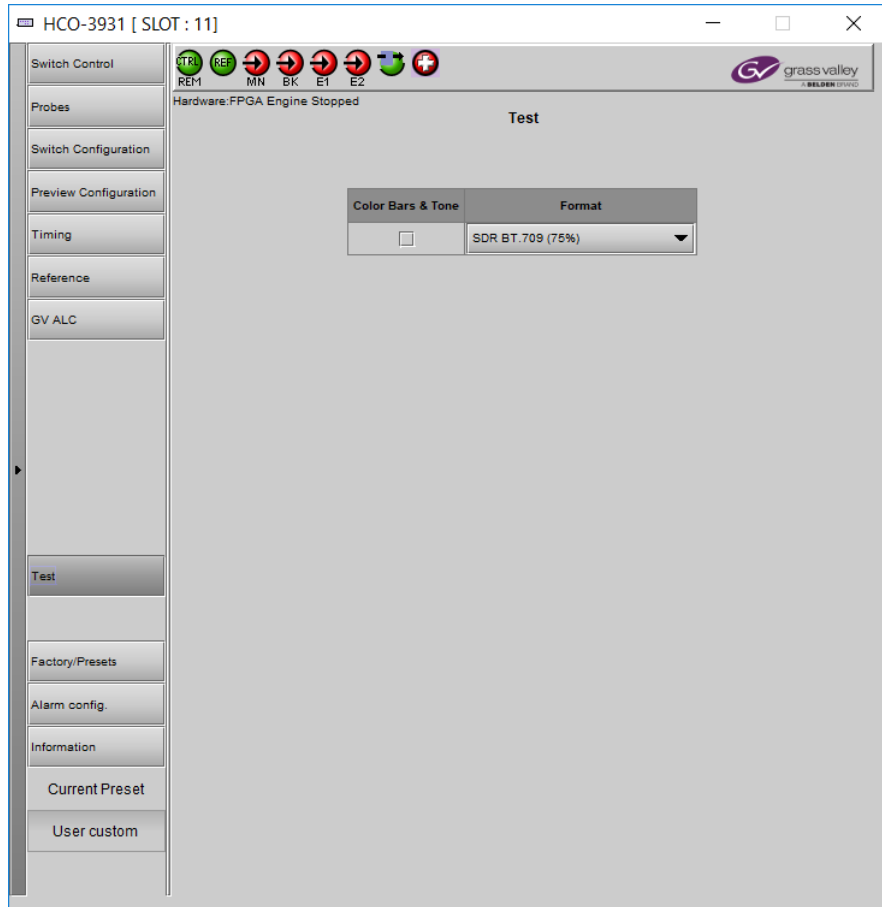 HCO-3931 [ SLOT : 11]
Switch Control
Probes
Switch Configuration
Preview Configuration
Timing
Reference
GV ALC
Test
Factory/Presets
Alarm config.
Information
Current Preset
User custom
CTRL REF
REM MN BK E1 E2
GV grass valley
A BELDEN BRAND
Hardware:FPGA Engine Stopped
Test
Color Bars & Tone Format
SDR BT.709 (75%)